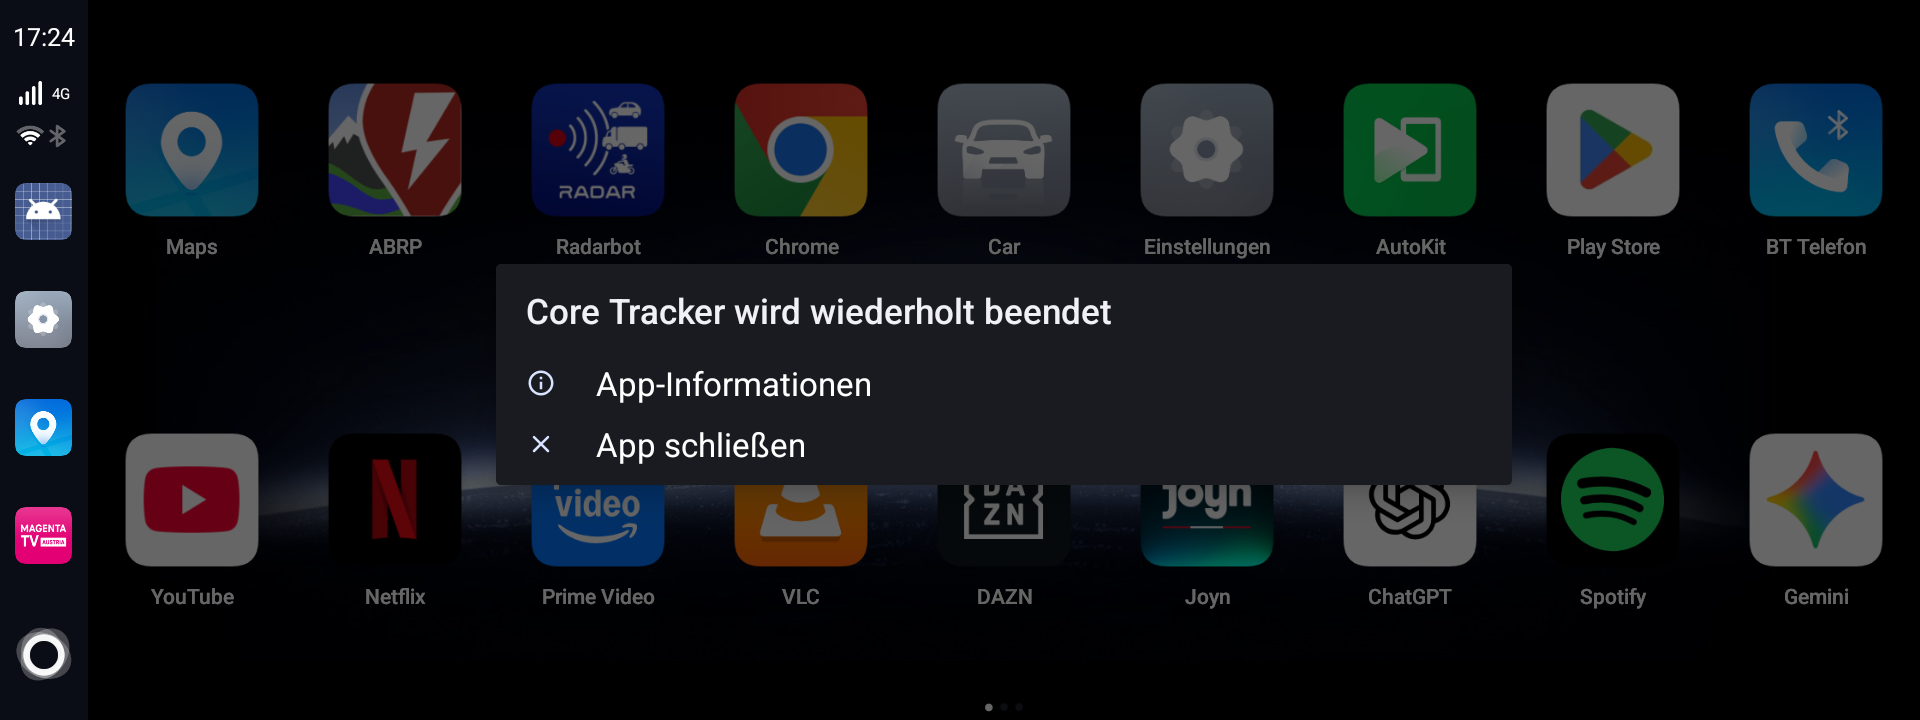 17:24
4G
RADAR
Maps
ABRP
Radarbot
Chrome
Car
Einstellungen
AutoKit
Play Store
BT Telefon
Core Tracker wird wiederholt beendet
App-Informationen
App schließen
MAGENTA
TV AUSTRIA
N
video
DA
ZN
joyn
YouTube
Netflix
Prime Video
VLC
DAZN
Joyn
ChatGPT
Spotify
Gemini